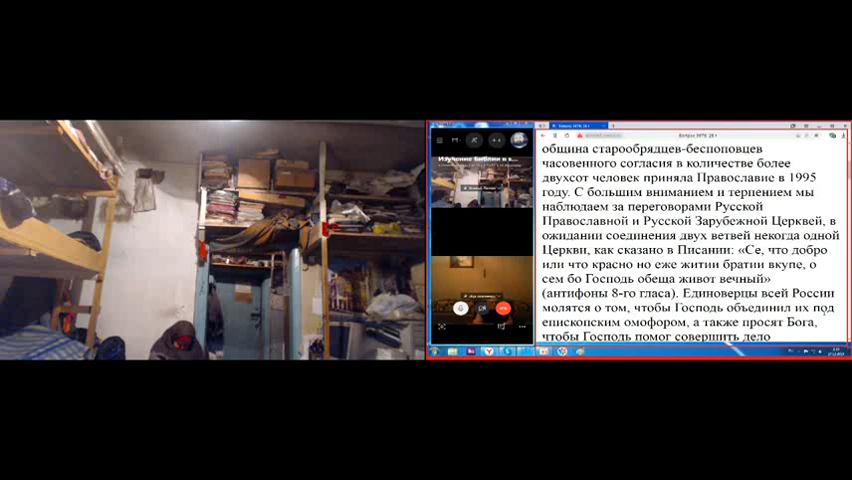 Изучение Библии в
община старообрядцев-беспоповцев
часовенного согласия в количестве более
двухсот человек приняла Православие в 1995
году. С большим вниманием и терпением мы
наблюдаем за переговорами Русской
Православной и Русской Зарубежной Церквей, в
ожидании соединения двух ветвей некогда одной
Церкви, как сказано в Писании: «Се, что добро
или что красно но еже житии братии вкупе, о
сем бо Господь обеща живот вечный»
(антифоны 8-го гласа). Единоверцы всей России
молятся о том, чтобы Господь объединил их под
епископским омофором, а также просят Бога,
чтобы Господь помог совершить дело